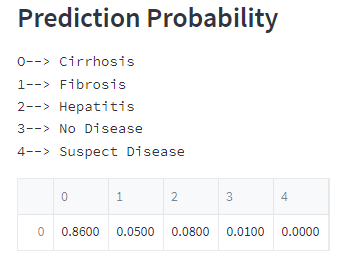 Prediction Probability
0--> Cirrhosis
1--> Fibrosis
2--> Hepatitis
3--> No Disease
4--> Suspect Disease
0 1 2 3 4
0 0.8600 0.0500 0.0800 0.0100 0.0000